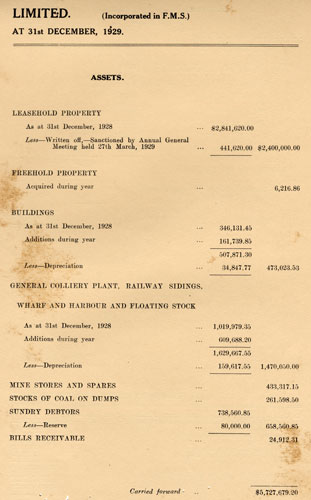 LIMITED. (Incorporated in F.M.S.)
AT 31st DECEMBER, 1929.
ASSETS.
LEASEHOLD PROPERTY
As at 31st December, 1928 ... $2,841,620.00
Less—Written off,—Sanctioned by Annual General
Meeting held 27th March, 1929 ... 441,620.00 $2,400,000.00
FREEHOLD PROPERTY
Acquired during year ... 6,216.86
BUILDINGS
As at 31st December, 1928 ... 346,131.45
Additions during year ... 161,739.85
507,871.30
Less—Depreciation ... 34,847.77 473,023.53
GENERAL COLLIERY PLANT, RAILWAY SIDINGS,
WHARF AND HARBOUR AND FLOATING STOCK
As at 31st December, 1928 ... 1,019,979.35
Additions during year ... 609,688.20
1,629,667.55
Less—Depreciation ... 159,617.55 1,470,050.00
MINE STORES AND SPARES ... 433,317.15
STOCKS OF COAL ON DUMPS ... 261,598.50
SUNDRY DEBTORS 738,560.85
Less—Reserve ... 80,000.00 658,560.85
BILLS RECEIVABLE ... 24,912.31
Carried forward - .. $5,727,679.20